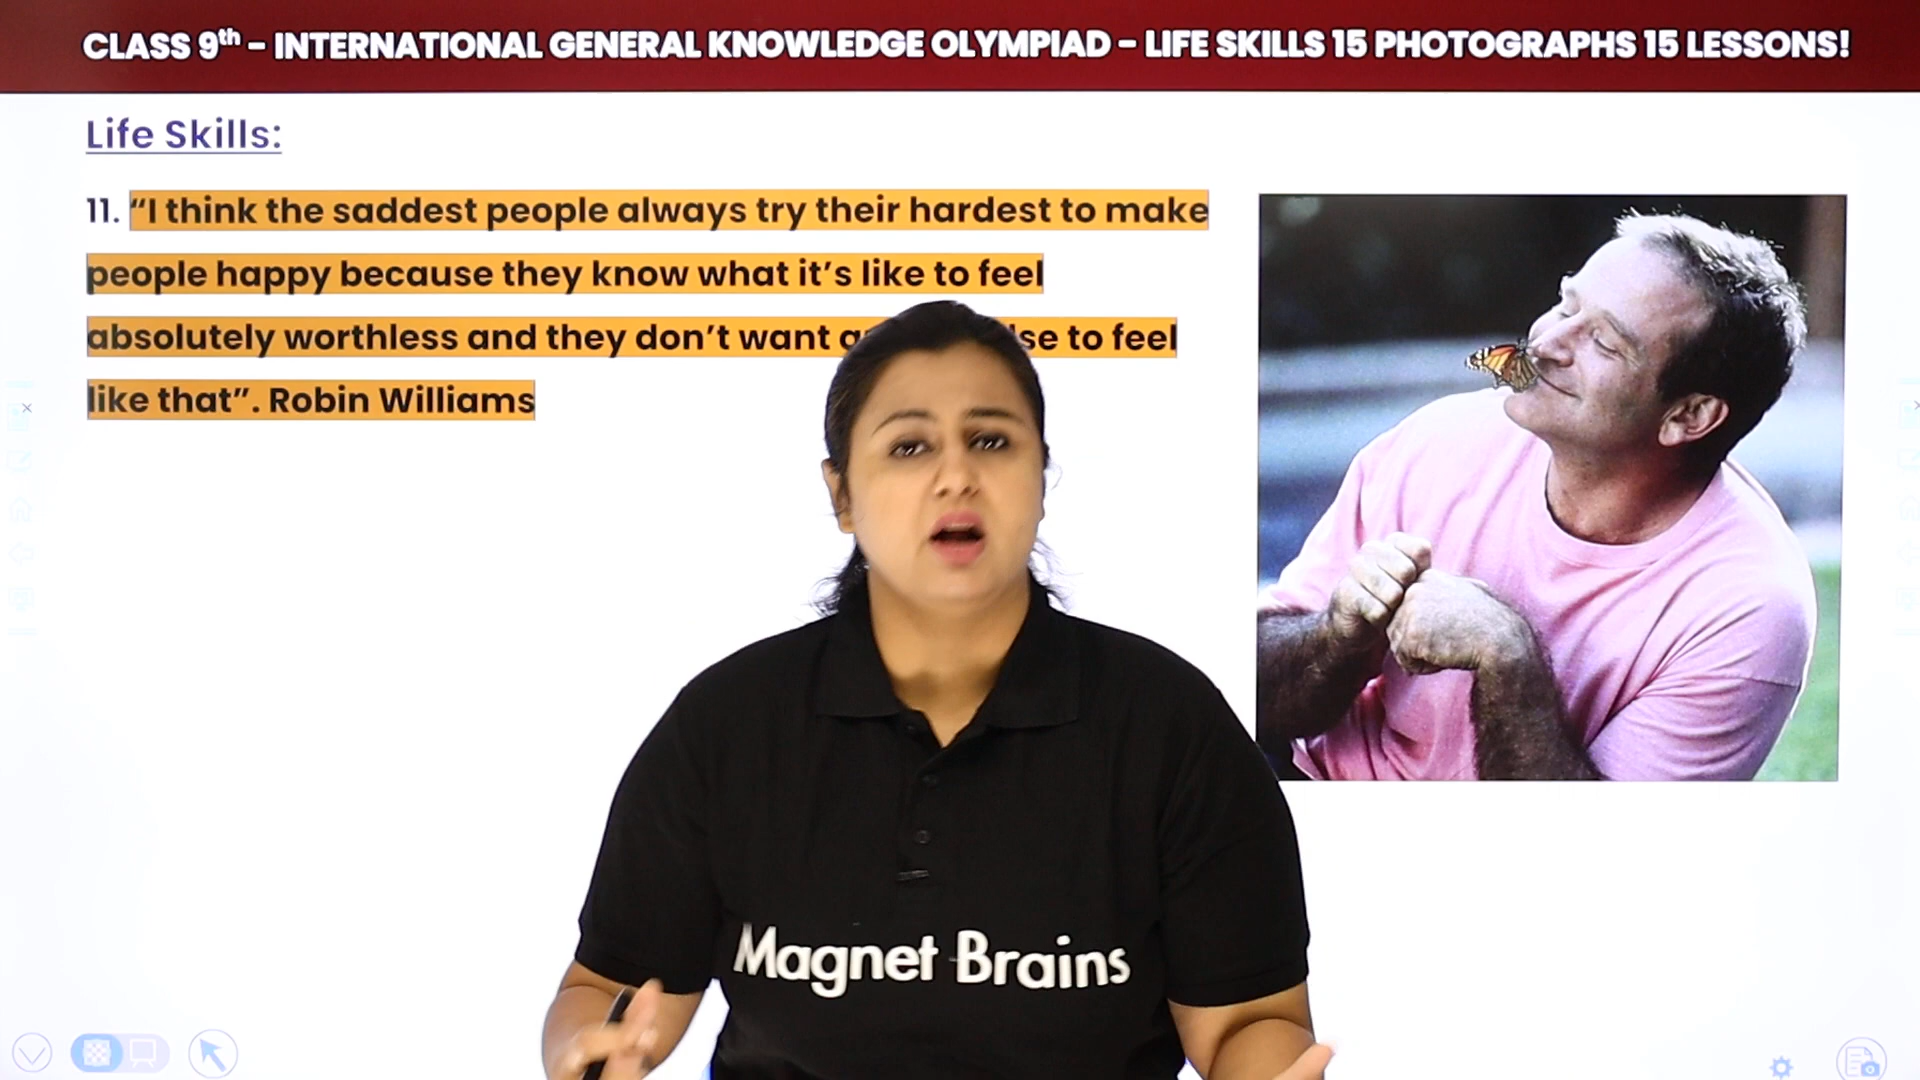 CLASS 9th - INTERNATIONAL GENERAL KNOWLEDGE OLYMPIAD - LIFE SKILLS 15 PHOTOGRAPHS 15 LESSONS!
Life Skills:
11. “I think the saddest people always try their hardest to make
people happy because they know what it’s like to feel
absolutely worthless and they don’t want to feel
like that”. Robin Williams
Magnet Brains